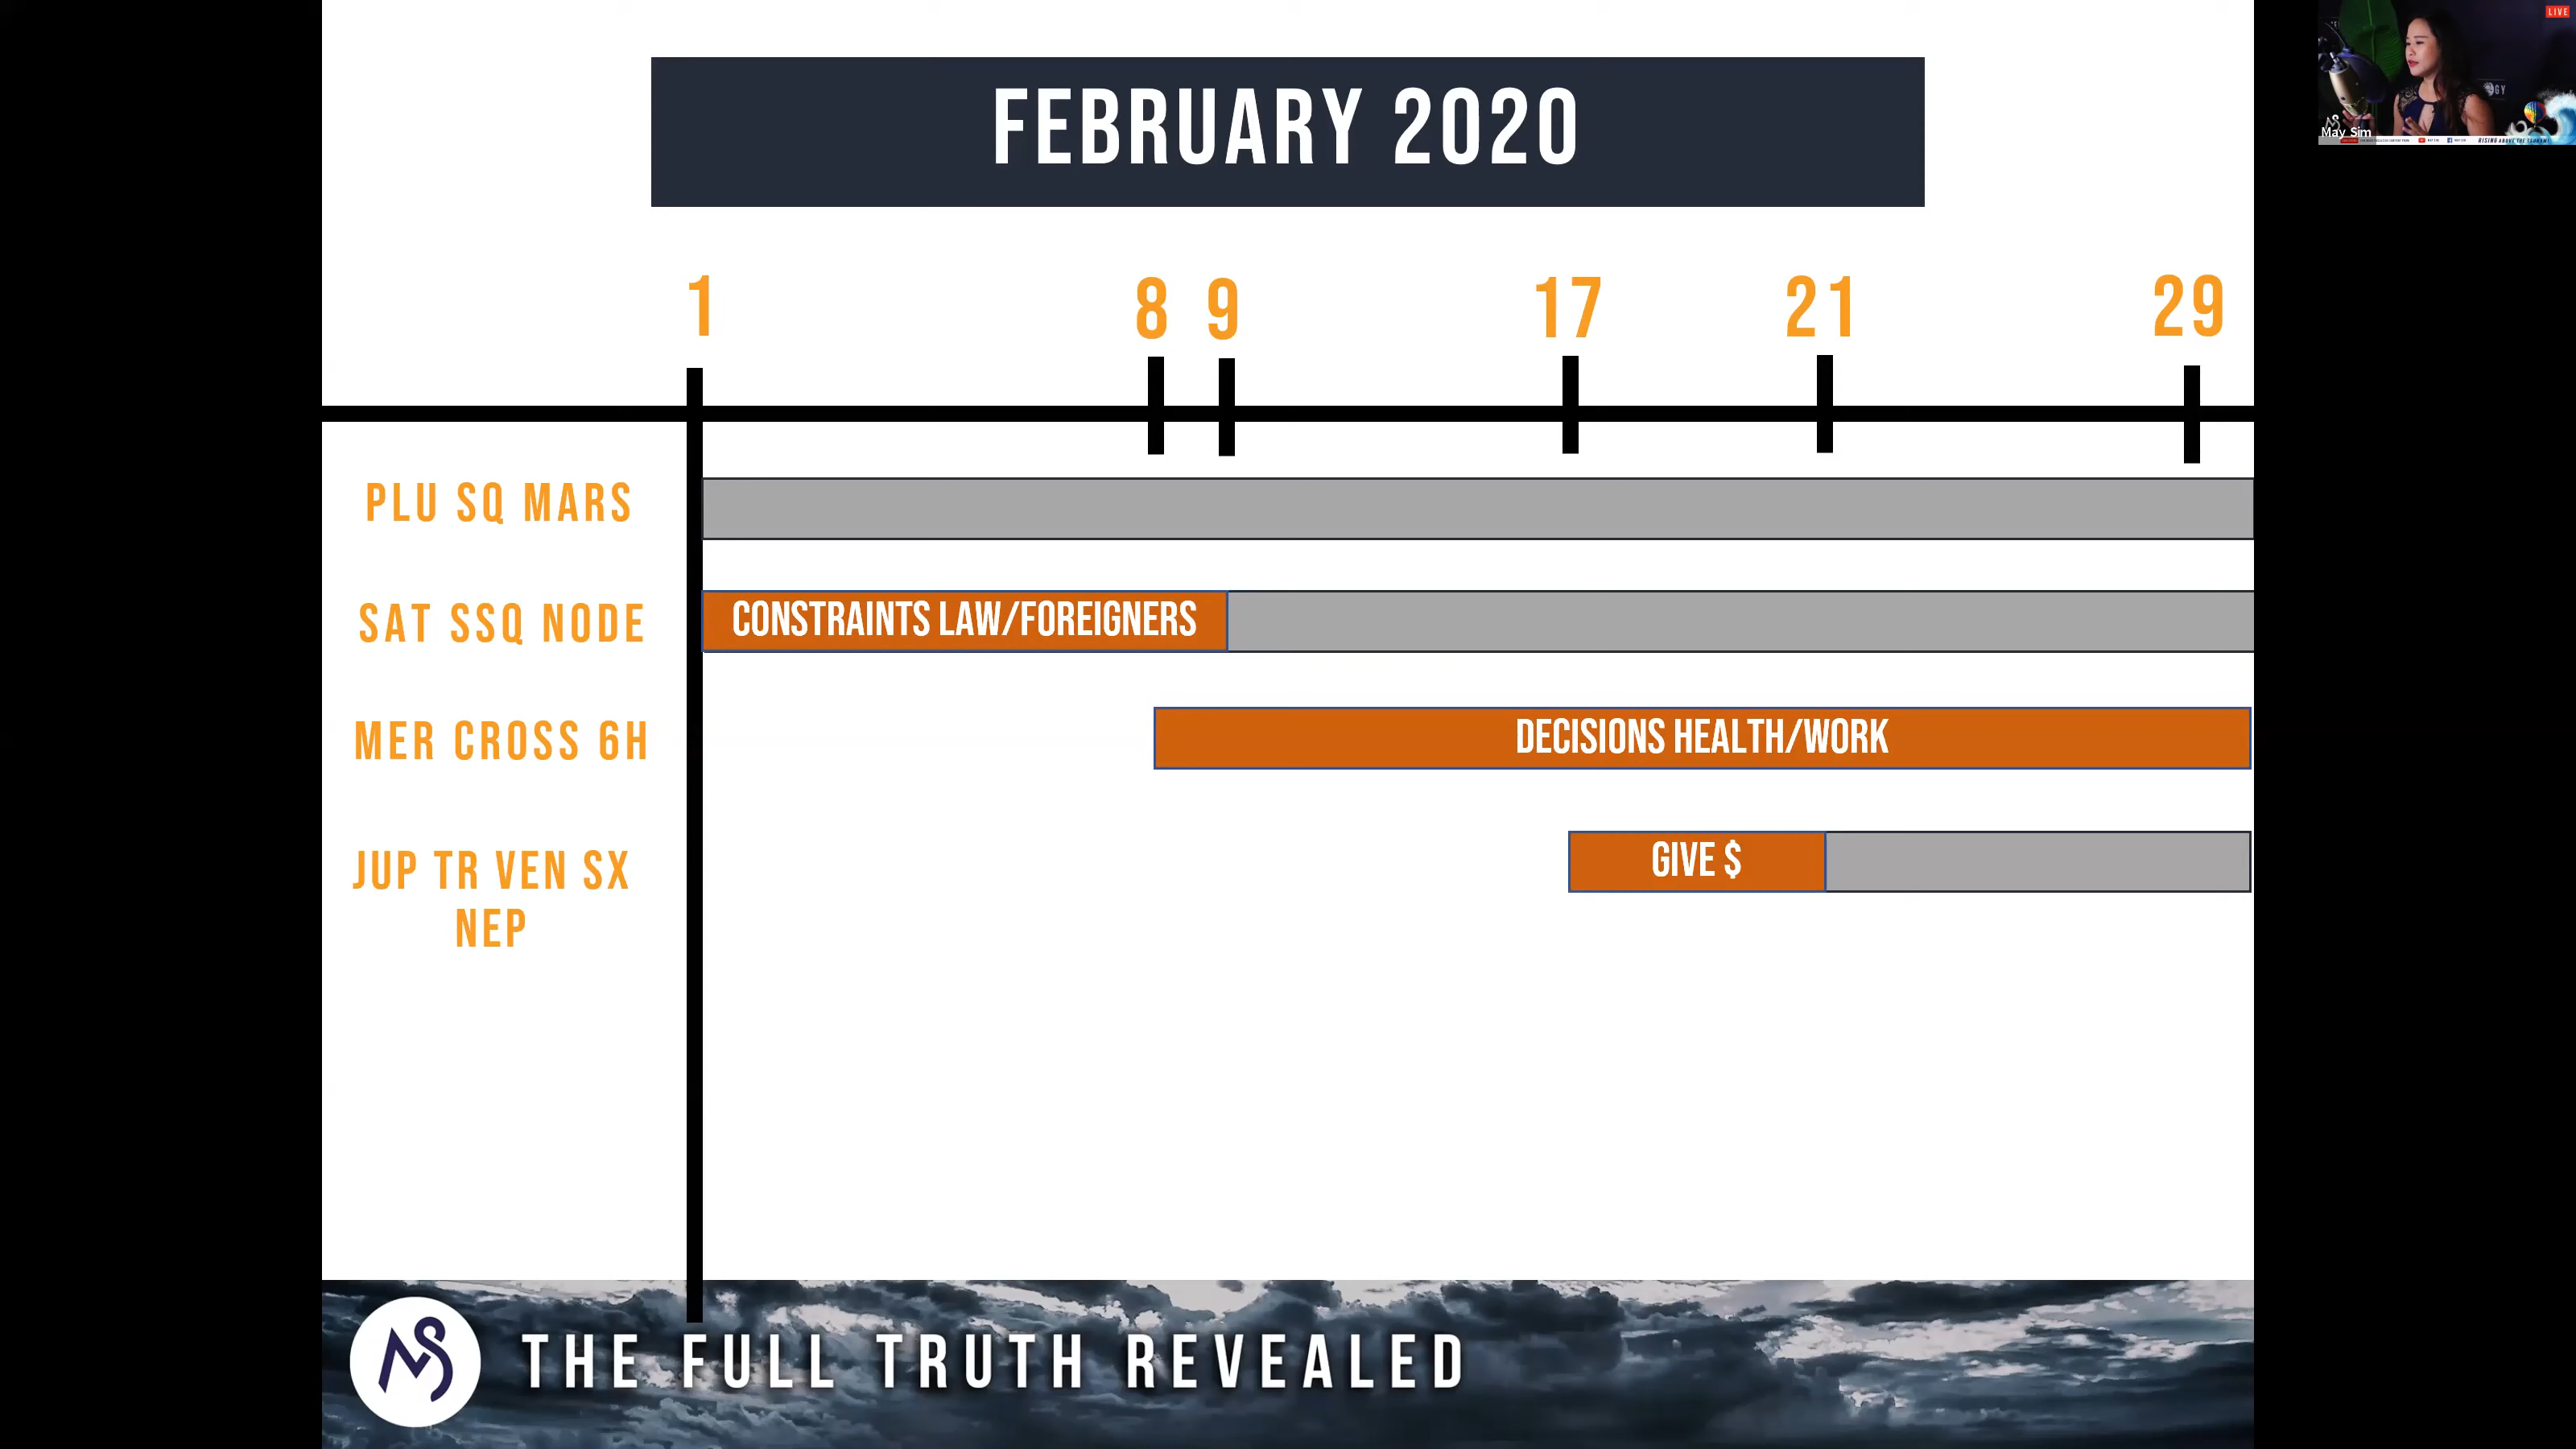 LIVE
May Sim
FEBRUARY 2020
1 8 9 17 21 29
PLU SQ MARS
SAT SSQ NODE
CONSTRAINTS LAW/FOREIGNERS
MER CROSS 6H
DECISIONS HEALTH/WORK
JUP TR VEN SX
NEP
GIVE $
THE FULL TRUTH REVEALED